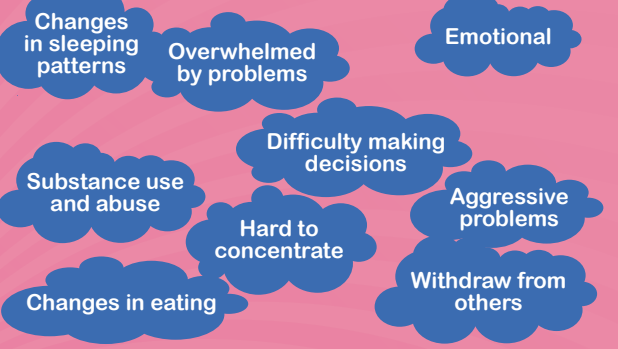 Changes
in sleeping
patterns
Overwhelmed
by problems
Emotional
Difficulty making
decisions
Substance use
and abuse
Aggressive
problems
Hard to
concentrate
Withdraw from
others
Changes in eating